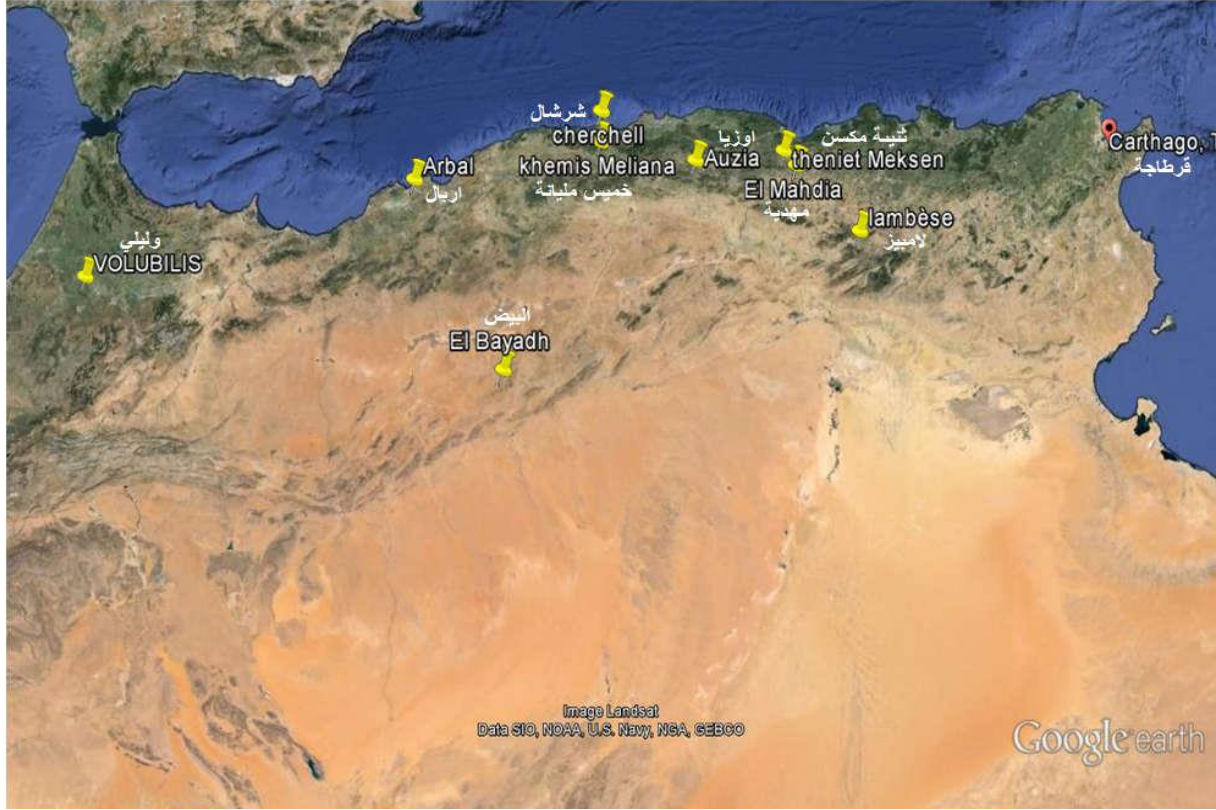 شرشال
cherchell
khemis Meliana
خميس مليانة
Arbal
اربال
اوزيا
Auzia
ثنية مكسن
theniet Meksen
El Mahdia
مهدية
Carthago, T
قرطاجة
lambèse
لامبيز
وليلي
VOLUBILIS
البيض
El Bayadh
Image Landsat
Data SIO, NOAA, U.S. Navy, NGA, GEBCO
Google earth